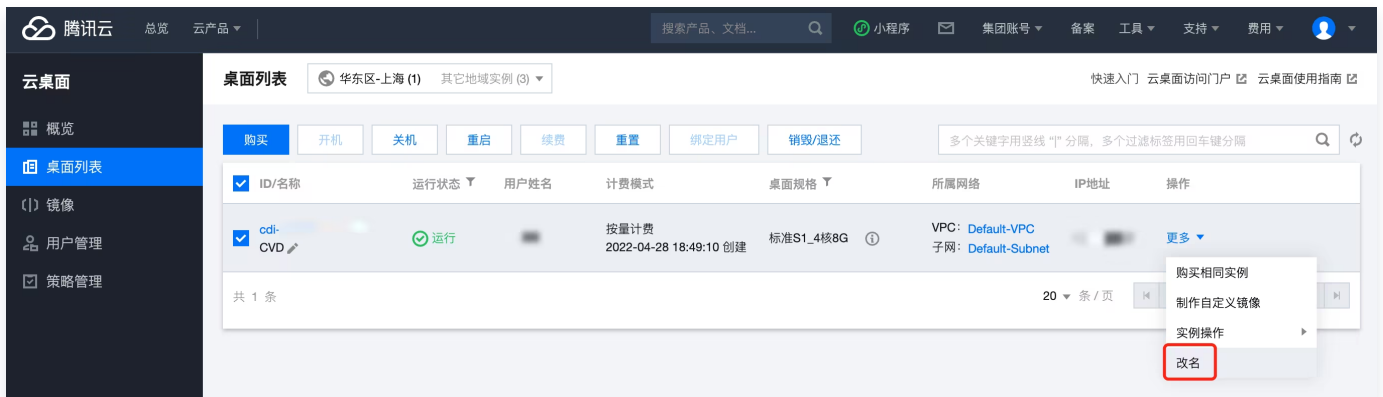 腾讯云 总览 云产品 搜索产品、文档... 小程序 集团账号 备案 工具 支持 费用
云桌面 桌面列表 华东区-上海 (1) 其它地域实例 (3) 快速入门 云桌面访问门户 云桌面使用指南
概览
桌面列表
镜像
用户管理
策略管理
购买 开机 关机 重启 续费 重置 绑定用户 销毁/退还 多个关键字用竖线 "|" 分隔，多个过滤标签用回车键分隔
ID/名称 运行状态 用户姓名 计费模式 桌面规格 所属网络 IP地址 操作
cdi-
CVD
运行
按量计费
2022-04-28 18:49:10 创建
标准S1_4核8G
VPC: Default-VPC
子网: Default-Subnet
更多
购买相同实例
制作自定义镜像
实例操作
改名
共 1 条 20 条 / 页